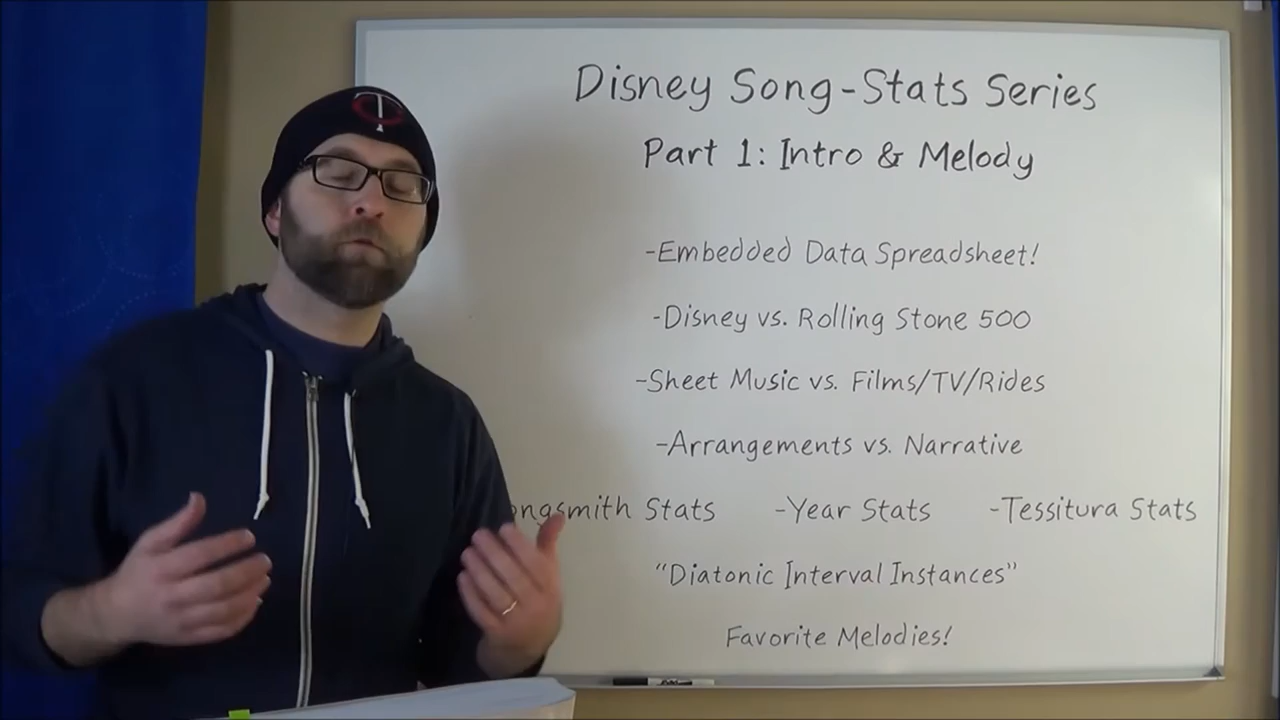 Disney Song-Stats Series
Part 1: Intro & Melody
-Embedded Data Spreadsheet!
-Disney vs. Rolling Stone 500
-Sheet Music vs. Films/TV/Rides
-Arrangements vs. Narrative
ongsmith Stats -Year Stats -Tessitura Stats
"Diatonic Interval Instances"
Favorite Melodies!